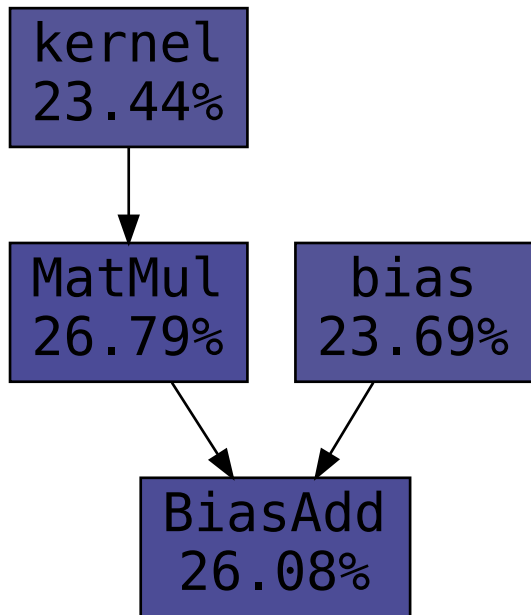 kernel
23.44%
MatMul
26.79%
bias
23.69%
BiasAdd
26.08%